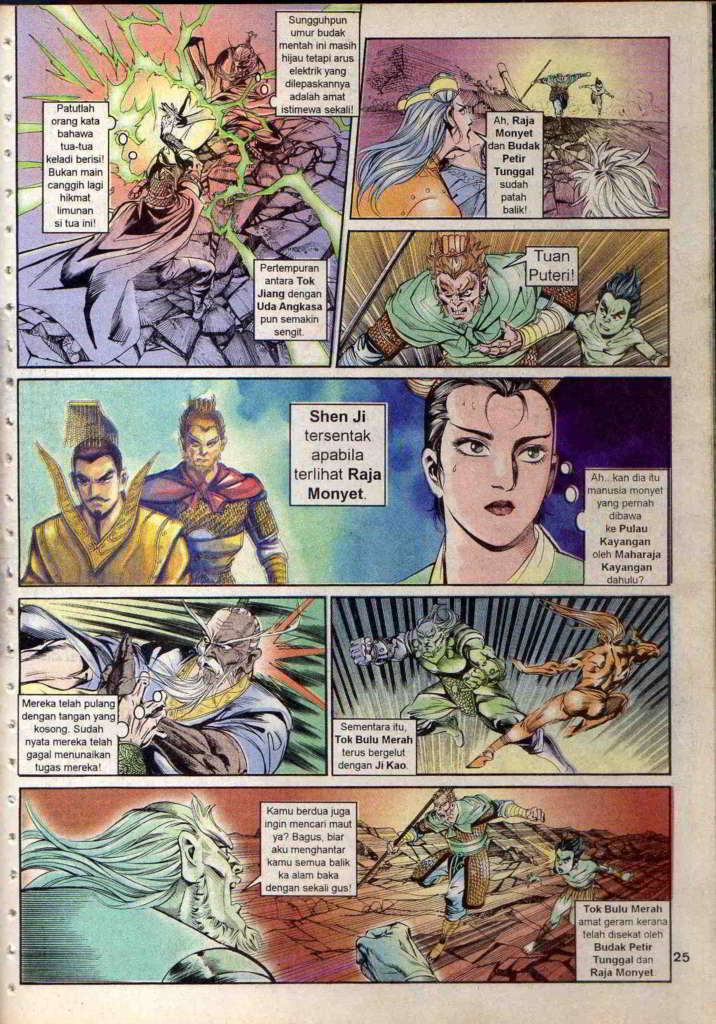 Sungguhpun
umur budak
mentah ini masih
hijau tetapi arus
elektrik yang
dilepaskannya
adalah amat
istimewa sekali!
Patutlah
orang kata
bahawa
tua-tua
keladi berisi!
Bukan main
canggih lagi
hikmat
limunan
si tua ini!
Pertempuran
antara Tok
Jiang dengan
Uda Angkasa
pun semakin
sengit.
Ah, Raja
Monyet
dan Budak
Petir
Tunggal
sudah
patah
balik!
Tuan
Puteri!
Shen Ji
tersentak
apabila
terlihat Raja
Monyet.
Ah...kan dia itu
manusia monyet
yang pernah
dibawa
ke Pulau
Kayangan
oleh Maharaja
Kayangan
dahulu?
Mereka telah pulang
dengan tangan yang
kosong. Sudah
nyata mereka telah
gagal menunaikan
tugas mereka!
Sementara itu,
Tok Bulu Merah
terus bergelut
dengan Ji Kao.
Kamu berdua juga
ingin mencari maut
ya? Bagus, biar
aku menghantar
kamu semua balik
ka alam baka
dengan sekali gus!
Tok Bulu Merah
amat geram kerana
telah disekat oleh
Budak Petir
Tunggal dan
Raja Monyet
25